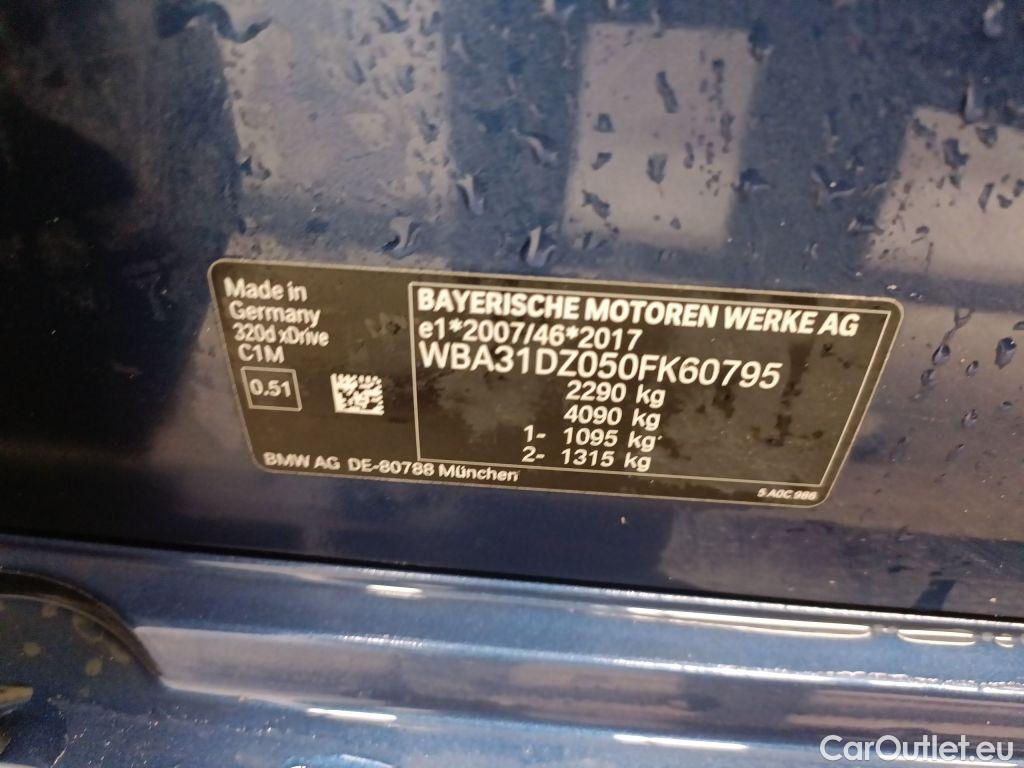 Made in
Germany
320d xDrive
C1M
0.51
BMW AG DE-80788 München
BAYERISCHE MOTOREN WERKE AG
e1*2007/46*2017
WBA31DZ050FK60795
2290 kg
4090 kg
1- 1095 kg
2- 1315 kg
5 A0C 986
CarOutlet.eu